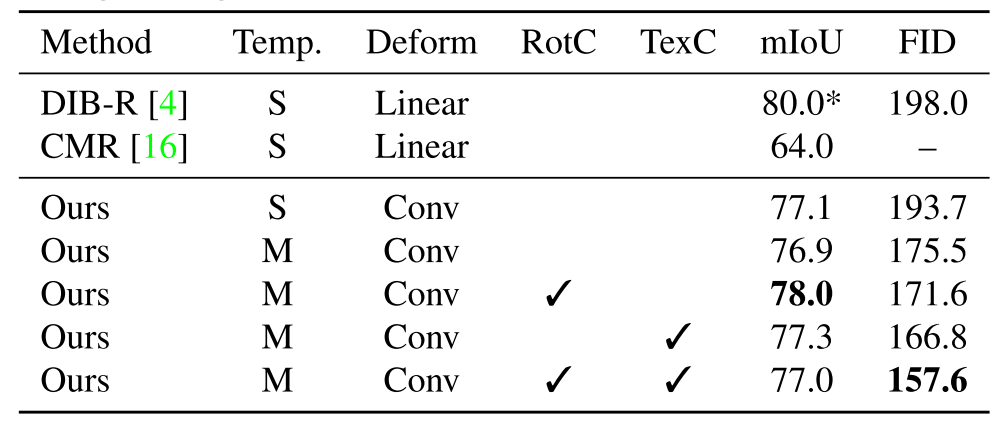 Method Temp. Deform RotC TexC mIoU FID
DIB-R [4] S Linear 80.0* 198.0
CMR [16] S Linear 64.0 –
Ours S Conv 77.1 193.7
Ours M Conv 76.9 175.5
Ours M Conv ✓ 78.0 171.6
Ours M Conv ✓ 77.3 166.8
Ours M Conv ✓ ✓ 77.0 157.6